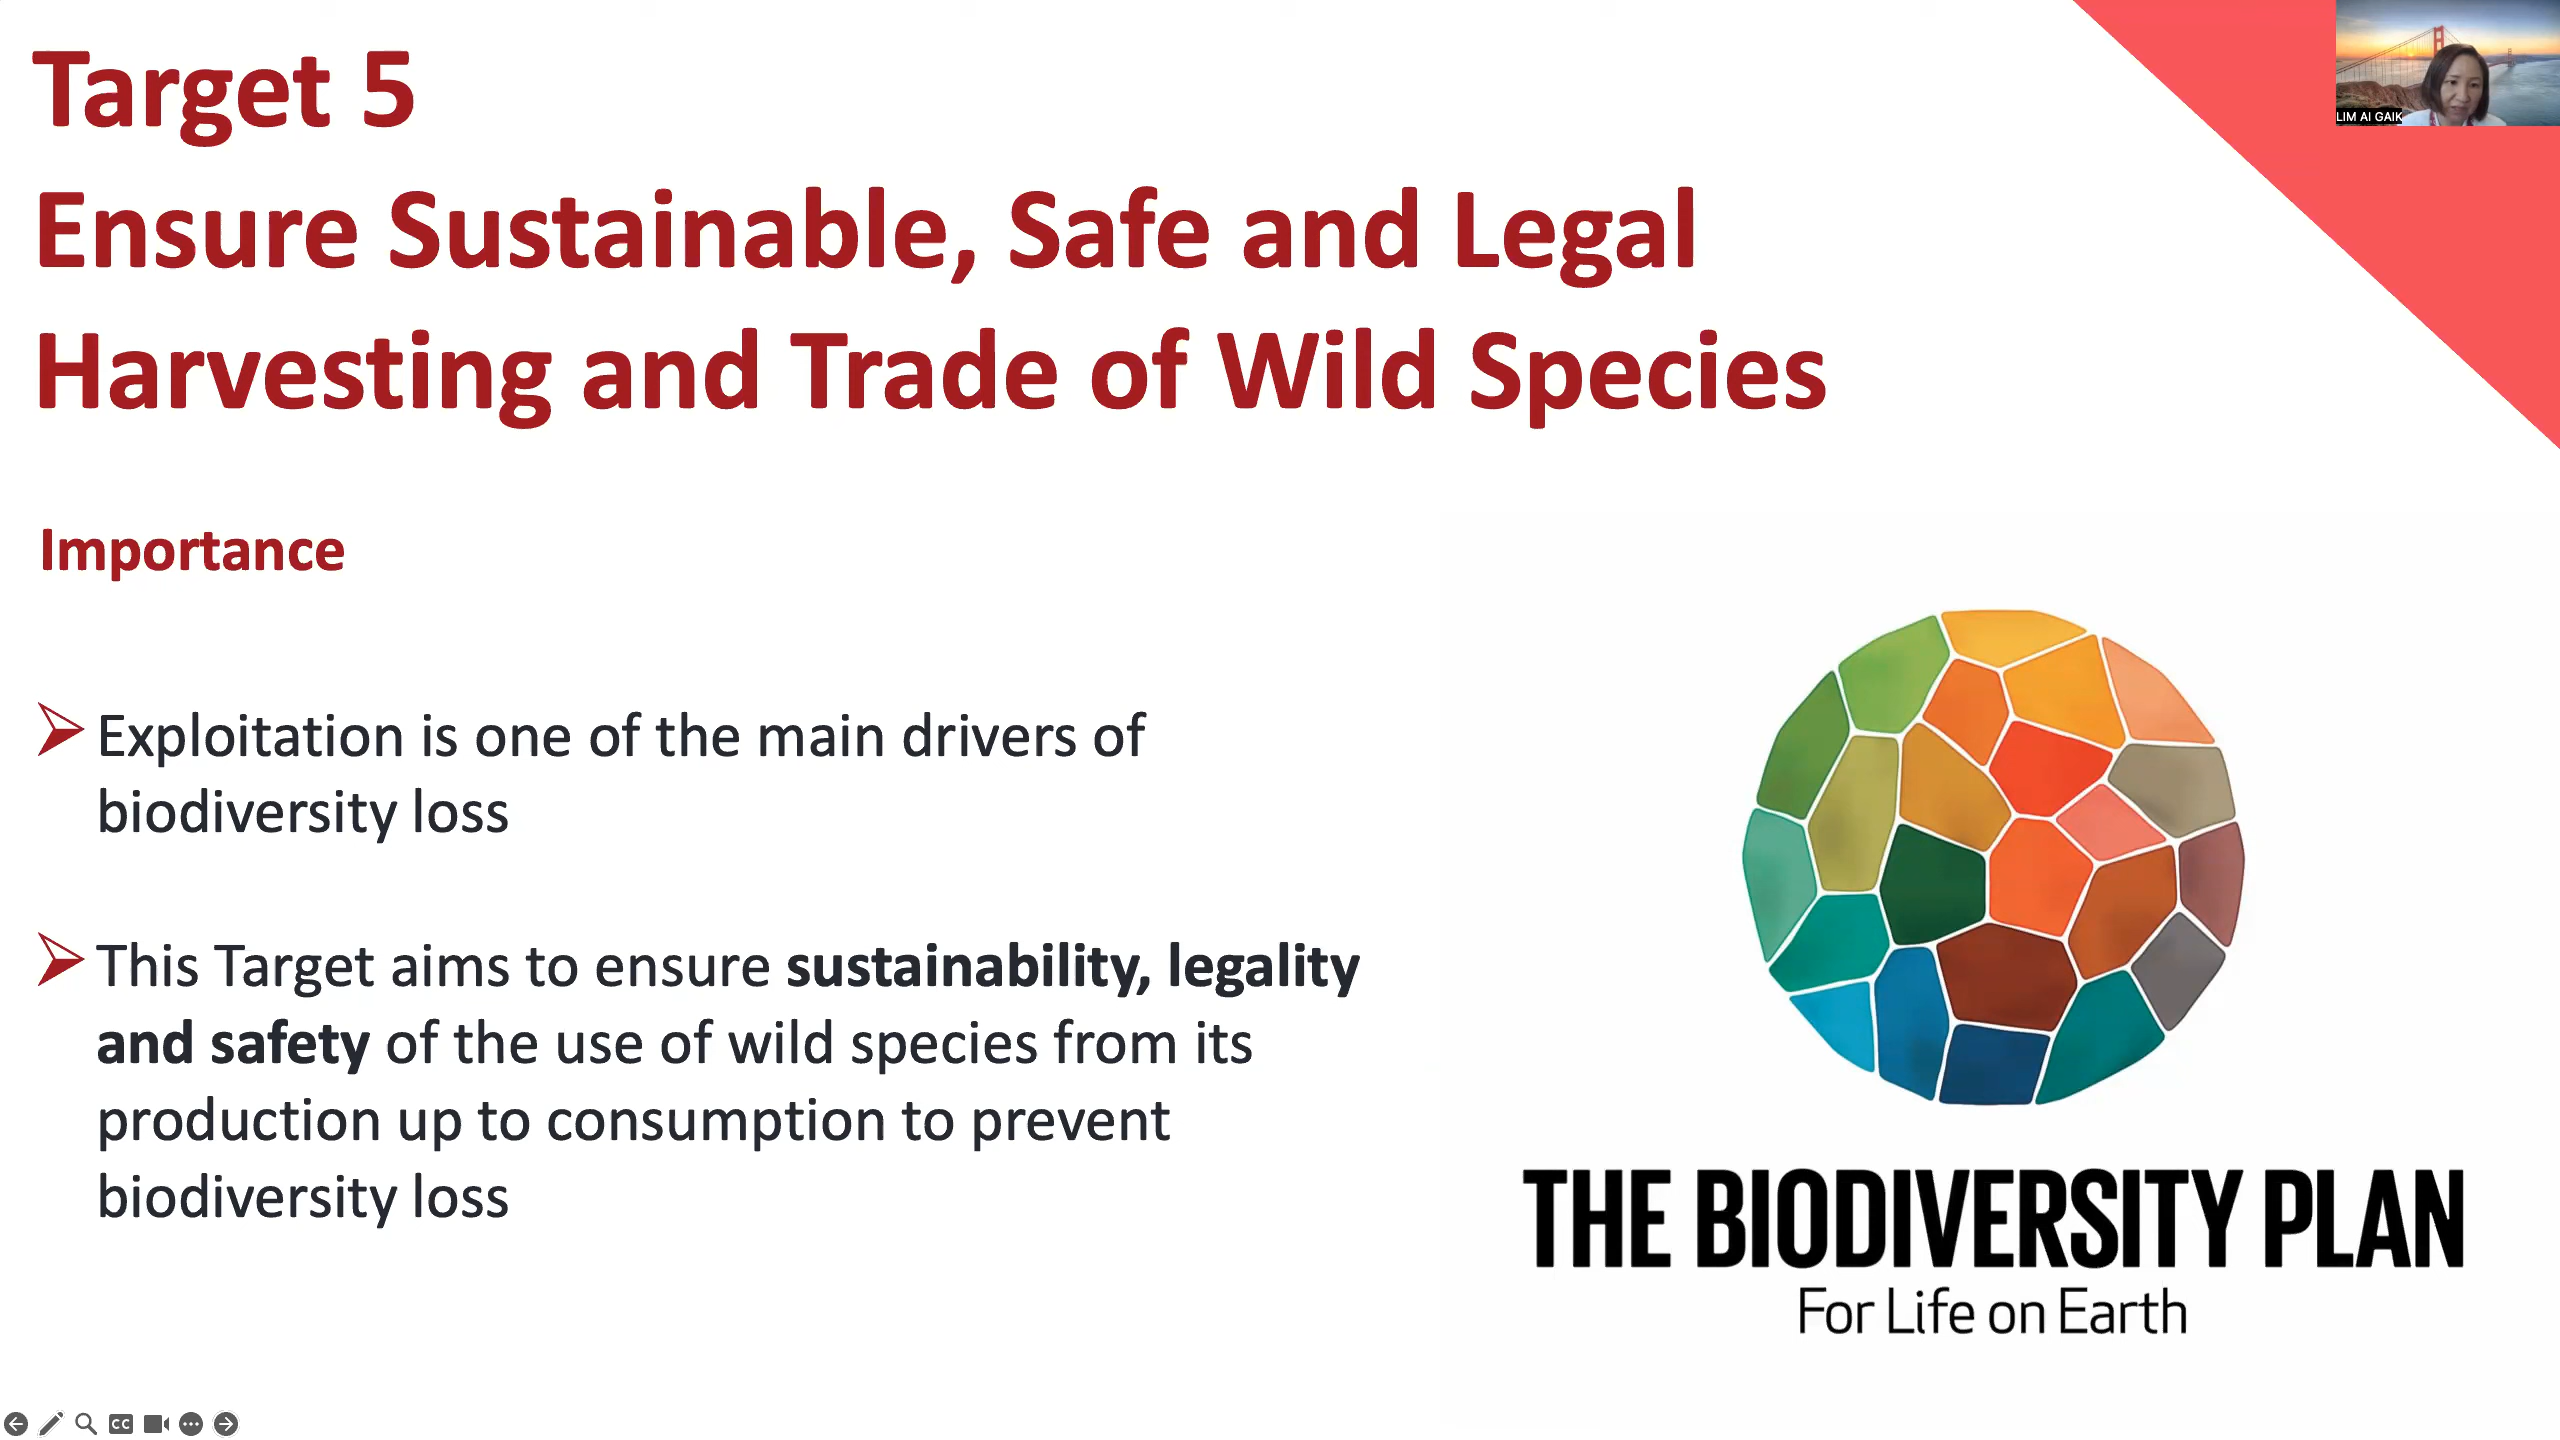 Target 5
Ensure Sustainable, Safe and Legal
Harvesting and Trade of Wild Species
LIM AI GAIK
Importance
Exploitation is one of the main drivers of
biodiversity loss
This Target aims to ensure sustainability, legality
and safety of the use of wild species from its
production up to consumption to prevent
biodiversity loss
THE BIODIVERSITY PLAN
For Life on Earth
CC